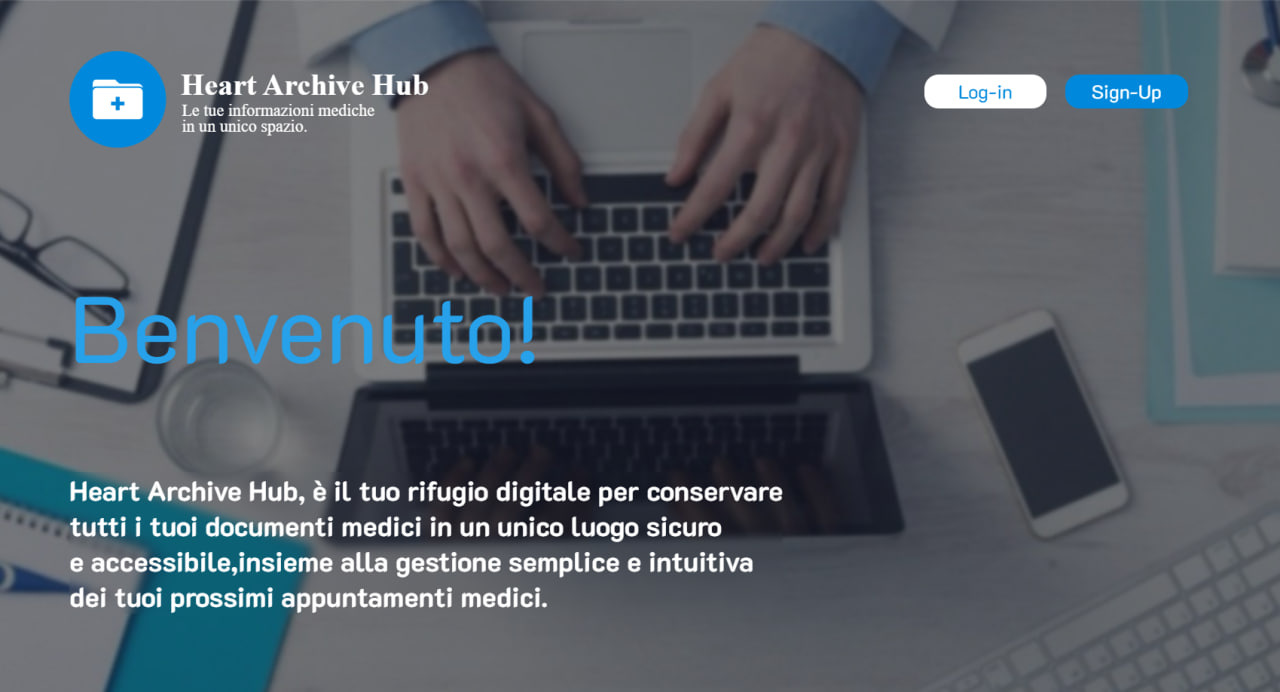 Heart Archive Hub
Le tue informazioni mediche
in un unico spazio.
Log-in
Sign-Up
Benvenuto!
Heart Archive Hub, è il tuo rifugio digitale per conservare
tutti i tuoi documenti medici in un unico luogo sicuro
e accessibile,insieme alla gestione semplice e intuitiva
dei tuoi prossimi appuntamenti medici.